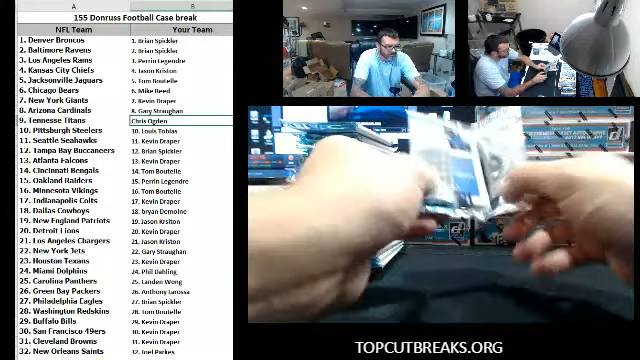 A B
155 Donruss Football Case break
NFL Team Your Team
1. Denver Broncos 1. Brian Spickler
2. Baltimore Ravens 2. Brian Spickler
3. Los Angeles Rams 3. Perrin Legendre
4. Kansas City Chiefs 4. Jason Kriston
5. Jacksonville Jaguars 5. Tom Boutelle
6. Chicago Bears 6. Mike Reed
7. New York Giants 7. Kevin Draper
8. Arizona Cardinals 8. Gary Straughan
9. Tennesse Titans Chris Ogden
10. Pittsburgh Steelers 10. Louis Tobias
11. Seattle Seahawks 11. Kevin Draper
12. Tampa Bay Buccaneers 12. Brian Spickler
13. Atlanta Falcons 13. Kevin Draper
14. Cincinnati Bengals 14. Tom Boutelle
15. Oakland Raiders 15. Perrin Legendre
16. Minnesota Vikings 16. Tom Boutelle
17. Indianapolis Colts 17. Kevin Draper
18. Dallas Cowboys 18. bryan Demoine
19. New England Patriots 19. Jason Krsiton
20. Detroit Lions 20. Kevin Draper
21. Los Angeles Chargers 21. Jason Kriston
22. New York Jets 22. Gary Straughan
23. Houston Texans 23. Kevin Draper
24. Miami Dolphins 24. Phil Dahling
25. Carolina Panthers 25. Landen Wong
26. Green Bay Packers 26. Anthony Larossa
27. Philadelphia Eagles 27. Brian Spickler
28. Washington Redskins 28. Tom Boutelle
29. Buffalo Bills 29. Kevin Draper
30. San Francisco 49ers 30. Kevin Draper
31. Cleveland Browns 31. Kevin Draper
32. New Orleans Saints 32. Joel Parkes
TOPCUTBREAKS.ORG